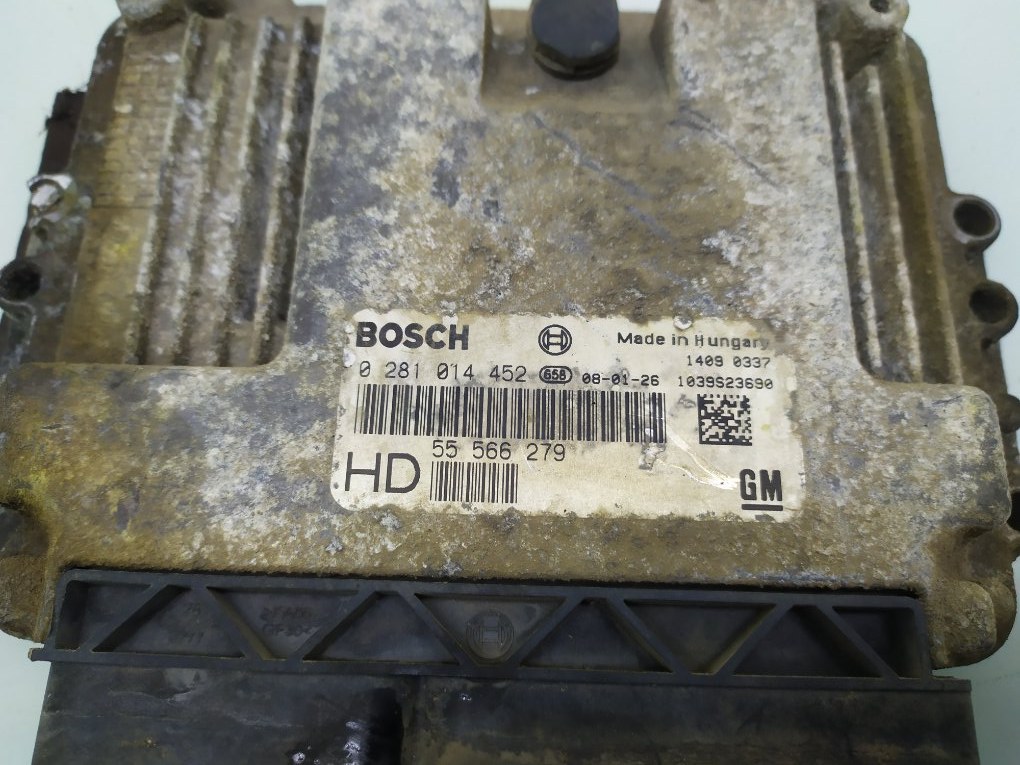 BOSCH Made in Hungary
1409 0337
0 281 014 452 G58 08-01-26 1039S23690
55 566 279
HD GM